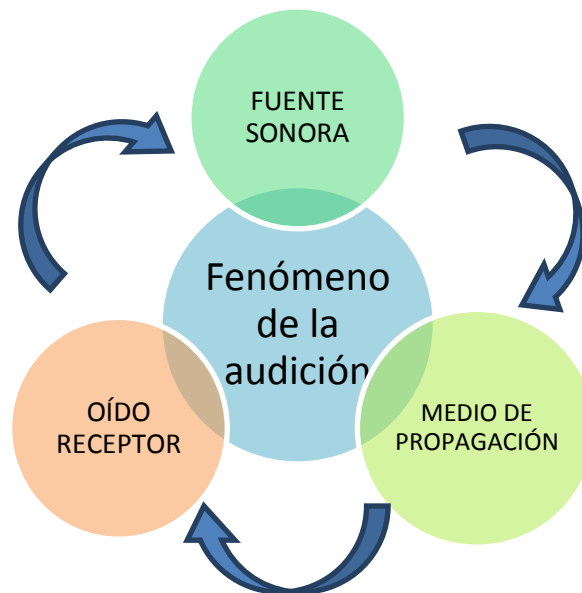 FUENTE
SONORA
Fenómeno
de la
audición
OÍDO
RECEPTOR
MEDIO DE
PROPAGACIÓN